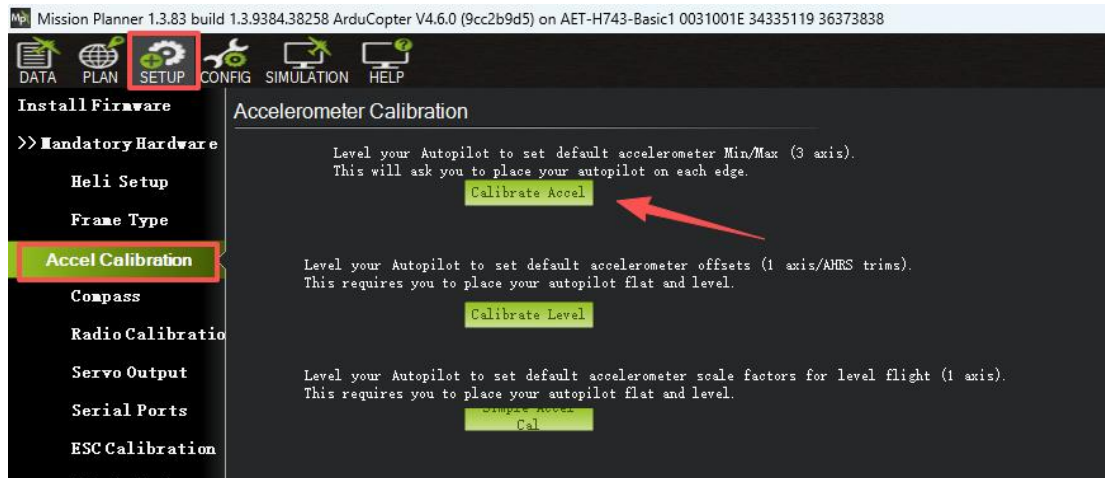 Mission Planner 1.3.83 build 1.3.9384.38258 ArduCopter V4.6.0 (9cc2b9d5) on AET-H743-Basic1 0031001E 34335119 36373838
DATA PLAN SETUP CONFIG SIMULATION HELP
Install Firmware
>> Mandatory Hardware
Heli Setup
Frame Type
Accel Calibration
Compass
Radio Calibratio
Servo Output
Serial Ports
ESC Calibration
Accelerometer Calibration
Level your Autopilot to set default accelerometer Min/Max (3 axis).
This will ask you to place your autopilot on each edge.
Calibrate Accel
Level your Autopilot to set default accelerometer offsets (1 axis/AHRS trims).
This requires you to place your autopilot flat and level.
Calibrate Level
Level your Autopilot to set default accelerometer scale factors for level flight (1 axis).
This requires you to place your autopilot flat and level.
Simple Accel
Cal